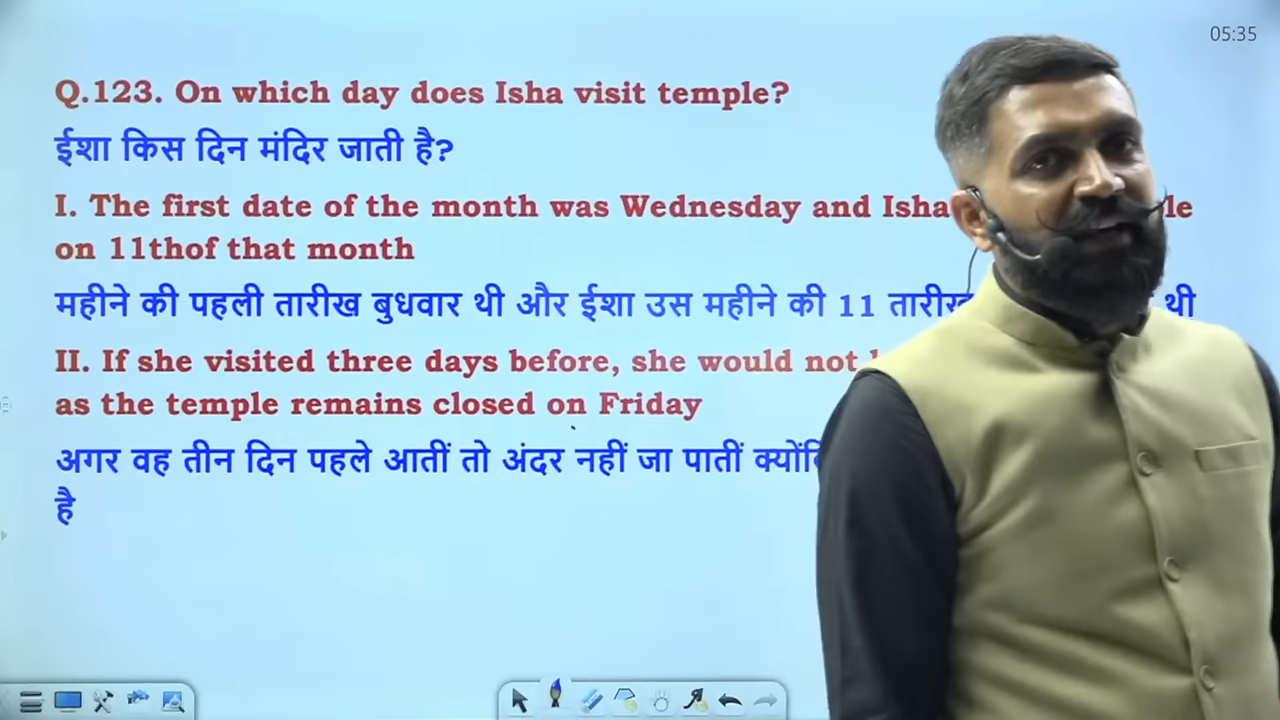 05:35
Q.123. On which day does Isha visit temple?
ईशा किस दिन मंदिर जाती है?
I. The first date of the month was Wednesday and Isha
on 11thof that month
महीने की पहली तारीख बुधवार थी और ईशा उस महीने की 11 तारीख थी
II. If she visited three days before, she would not
as the temple remains closed on Friday
अगर वह तीन दिन पहले आतीं तो अंदर नहीं जा पातीं
है